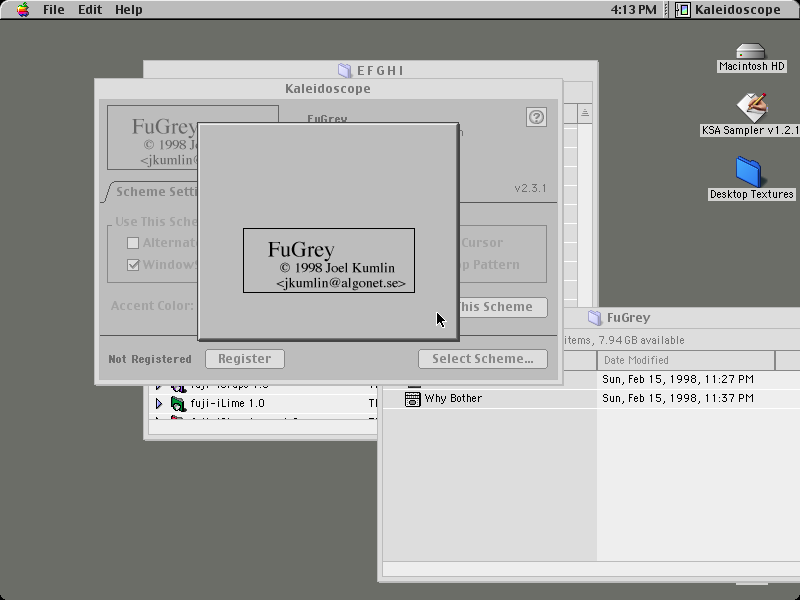 File Edit Help
4:13 PM Kaleidoscope
Macintosh HD
KSA Sampler v1.2.1
Desktop Textures
E F G H I
Kaleidoscope
FuGrey
© 1998 J
<jkumlin@
FuGrey
v2.3.1
Scheme Setti
Use This Sche
Alternat
Cursor
Window
Pattern
Accent Color:
This Scheme
FuGrey
© 1998 Joel Kumlin
<jkumlin@algonet.se>
Not Registered Register Select Scheme...
FuGrey
items, 7.94 GB available
Date Modified
Sun, Feb 15, 1998, 11:27 PM
Why Bother Sun, Feb 15, 1998, 11:37 PM
fuji-iLime 1.0